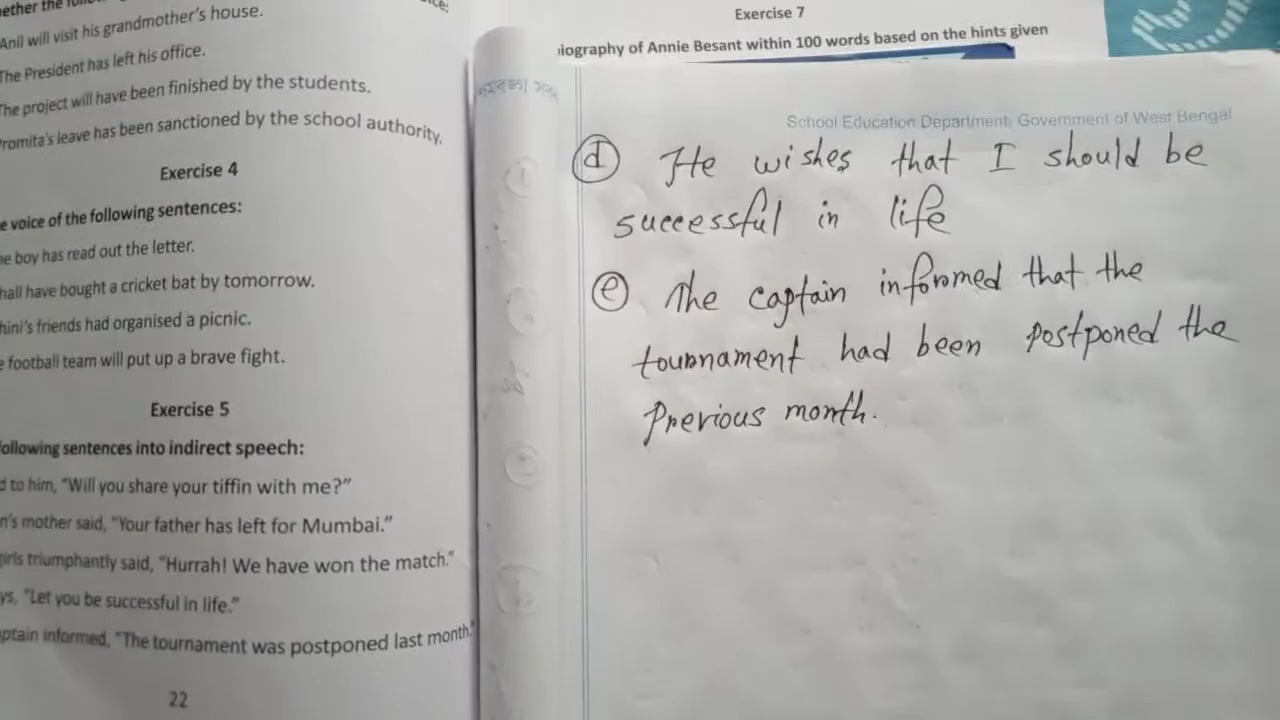 Anil will visit his grandmother's house.
The President has left his office.
The project will have been finished by the students.
romita's leave has been sanctioned by the school authority.
Exercise 4
e voice of the following sentences:
e boy has read out the letter.
hall have bought a cricket bat by tomorrow.
hini's friends had organised a picnic.
e football team will put up a brave fight.
Exercise 5
ollowing sentences into indirect speech:
d to him, "Will you share your tiffin with me?"
n's mother said, "Your father has left for Mumbai."
girls triumphantly said, "Hurrah! We have won the match."
ys, "Let you be successful in life."
ptain informed, "The tournament was postponed last month."
22
Exercise 7
iography of Annie Besant within 100 words based on the hints given
School Education Department, Government of West Bengal
d He wishes that I should be
successful in life
e The captain informed that the
tournament had been postponed the
previous month.